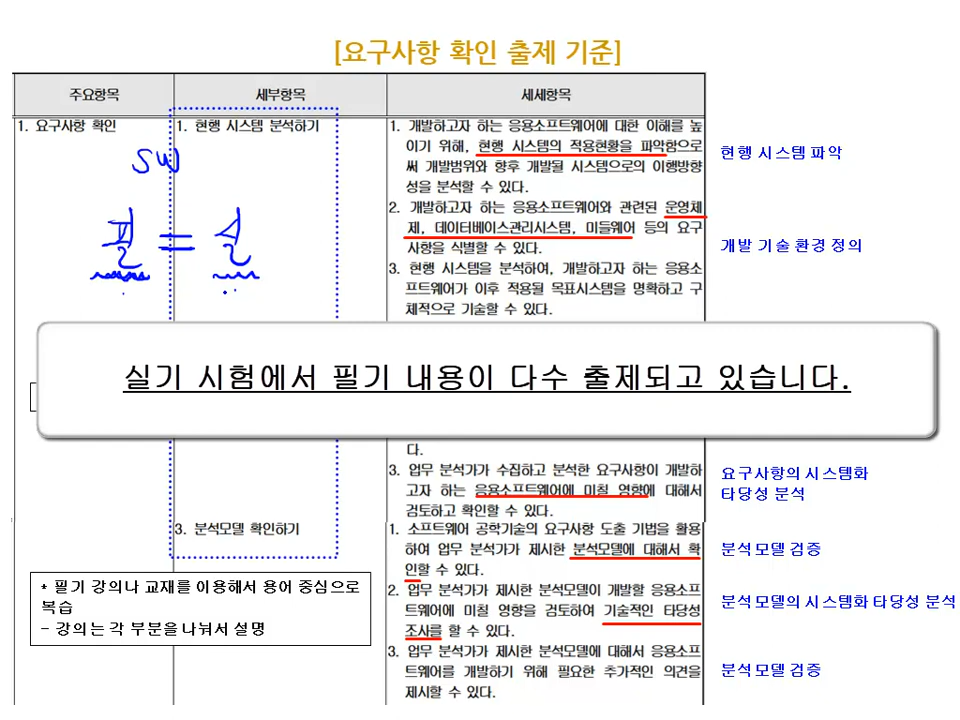 [요구사항 확인 출제 기준]
주요항목 세부항목 세세항목
1. 요구사항 확인
SW
필 = 실
1. 현행 시스템 분석하기
1. 개발하고자 하는 응용소프트웨어에 대한 이해를 높
이기 위해, 현행 시스템의 적용현황을 파악함으로
써 개발범위와 향후 개발될 시스템으로의 이행방향
성을 분석할 수 있다.
현행 시스템 파악
2. 개발하고자 하는 응용소프트웨어와 관련된 운영체
제, 데이터베이스관리시스템, 미들웨어 등의 요구
사항을 식별할 수 있다.
개발 기술 환경 정의
3. 현행 시스템을 분석하여, 개발하고자 하는 응용소
프트웨어가 이후 적용될 목표시스템을 명확하고 구
체적으로 기술할 수 있다.
실기 시험에서 필기 내용이 다수 출제되고 있습니다.
다.
3. 업무 분석가가 수집하고 분석한 요구사항이 개발하
고자 하는 응용소프트웨어에 미칠 영향에 대해서
검토하고 확인할 수 있다.
요구사항의 시스템화
타당성 분석
3. 분석모델 확인하기
1. 소프트웨어 공학기술의 요구사항 도출 기법을 활용
하여 업무 분석가가 제시한 분석모델에 대해서 확
인할 수 있다.
분석모델 검증
2. 업무 분석가가 제시한 분석모델이 개발할 응용소프
트웨어에 미칠 영향을 검토하여 기술적인 타당성
조사를 할 수 있다.
분석모델의 시스템화 타당성 분석
3. 업무 분석가가 제시한 분석모델에 대해서 응용소프
트웨어를 개발하기 위해 필요한 추가적인 의견을
제시할 수 있다.
분석모델 검증
* 필기 강의나 교재를 이용해서 용어 중심으로
복습
- 강의는 각 부분을 나눠서 설명